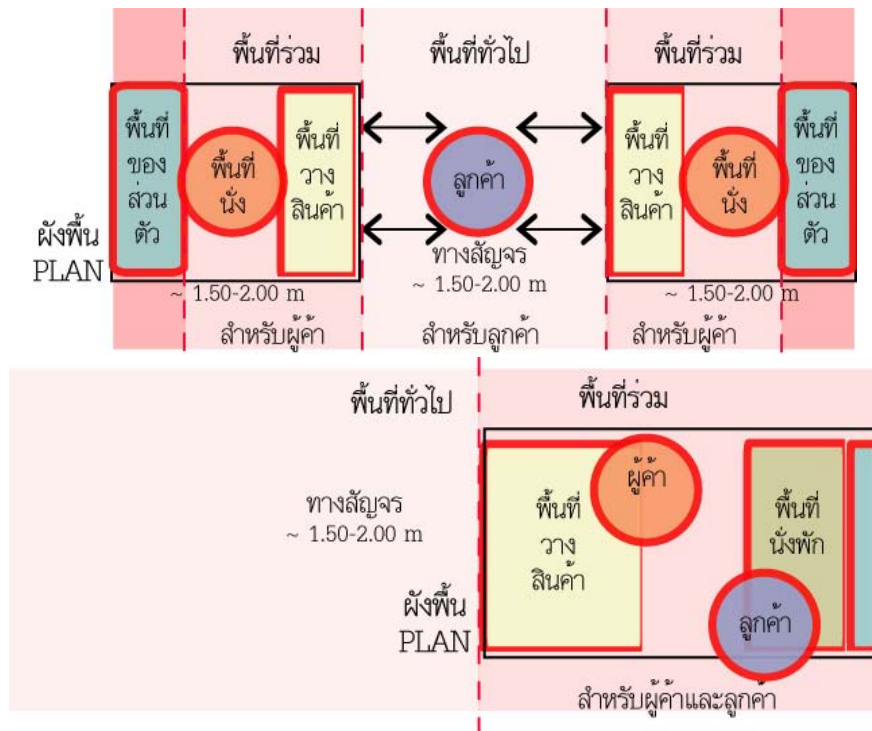 พื้นที่ร่วม
พื้นที่ทั่วไป
พื้นที่ร่วม
พื้นที่
ของ
ส่วน
ตัว
พื้นที่
นั่ง
พื้นที่
วาง
สินค้า
ลูกค้า
พื้นที่
วาง
สินค้า
พื้นที่
นั่ง
พื้นที่
ของ
ส่วน
ตัว
ผังพื้น
PLAN
ทางสัญจร
~ 1.50-2.00 m
~ 1.50-2.00 m
~ 1.50-2.00 m
สำหรับผู้ค้า
สำหรับลูกค้า
สำหรับผู้ค้า
พื้นที่ทั่วไป
พื้นที่ร่วม
ทางสัญจร
~ 1.50-2.00 m
พื้นที่
วาง
สินค้า
ผู้ค้า
พื้นที่
นั่งพัก
ลูกค้า
ผังพื้น
PLAN
สำหรับผู้ค้าและลูกค้า